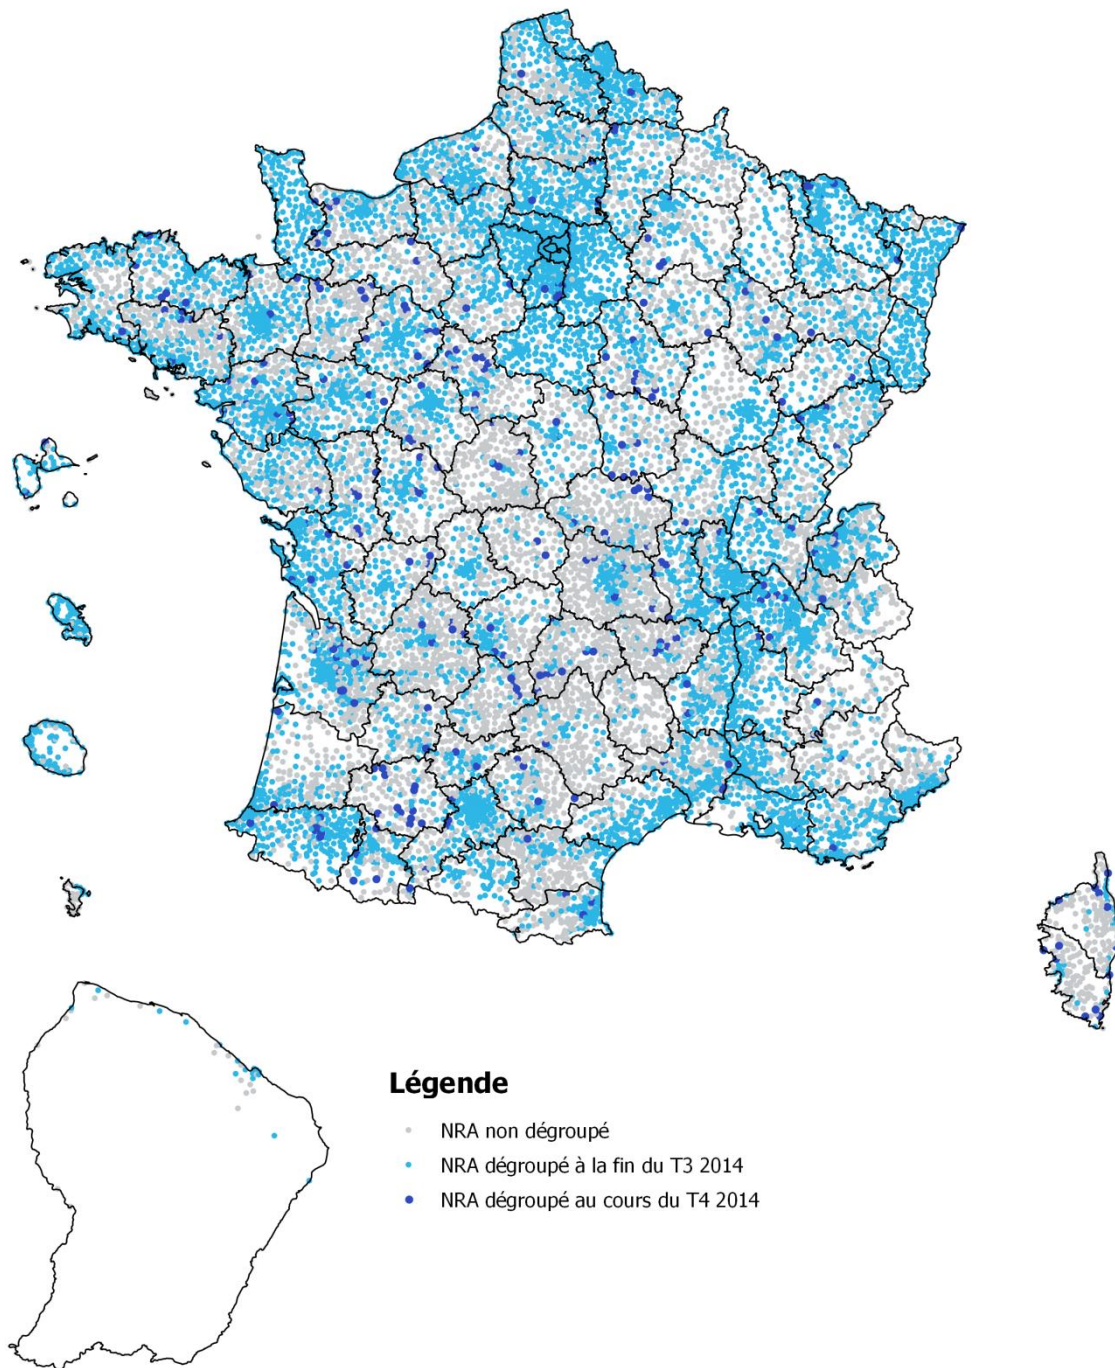 Légende
NRA non dégroupé
NRA dégroupé à la fin du T3 2014
NRA dégroupé au cours du T4 2014